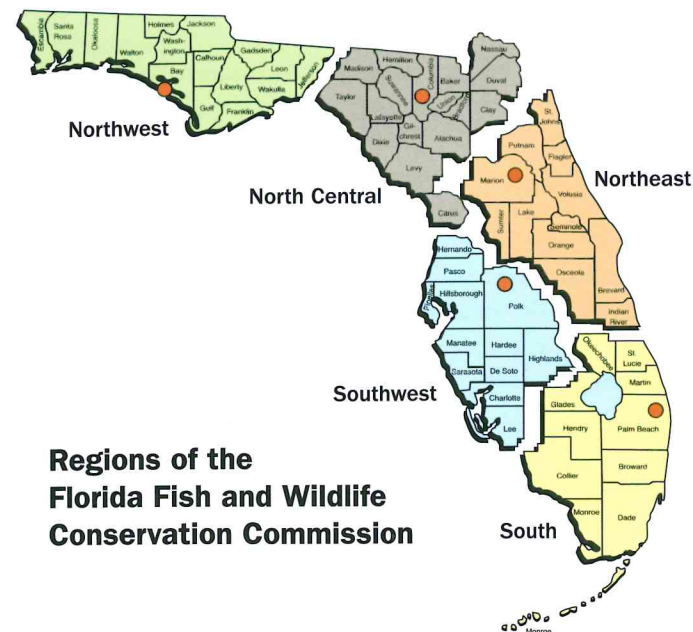 Escambia
Santa
Rosa
Okaloosa
Walton
Holmes
Jackson
Wash-
ington
Bay
Calhoun
Gadsden
Leon
Jefferson
Liberty
Wakulla
Gulf
Franklin
Northwest
Madison
Hamilton
Taylor
Suwannee
Columbia
Baker
Nassau
Duval
Union
Bradford
Clay
Lafayette
Gil-
christ
Dixie
Alachua
Levy
Citrus
North Central
St.
Johns
Putnam
Flagler
Marion
Volusia
Sumter
Lake
Seminole
Orange
Osceola
Brevard
Indian
River
Northeast
Hernando
Pasco
Pinellas
Hillsborough
Polk
Manatee
Hardee
Highlands
Sarasota
De Soto
Charlotte
Lee
Southwest
Okeechobee
St.
Lucie
Martin
Glades
Hendry
Palm Beach
Collier
Broward
Monroe
Dade
South
Monroe
Regions of the
Florida Fish and Wildlife
Conservation Commission